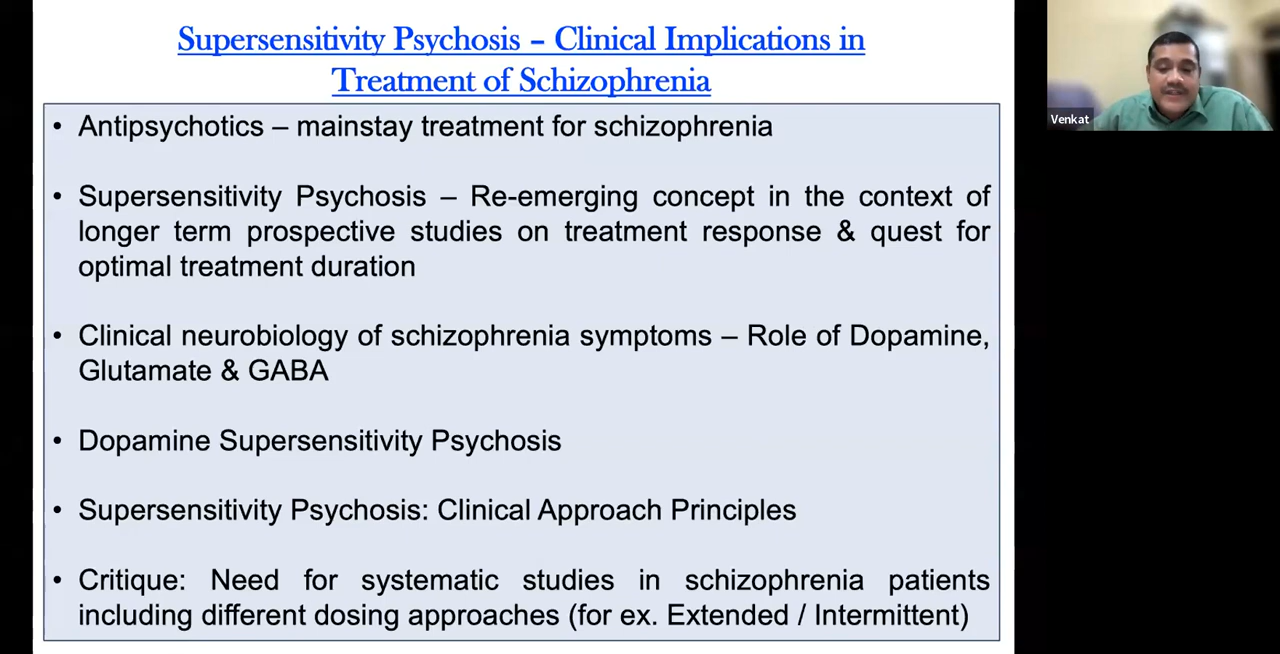 Supersensitivity Psychosis – Clinical Implications in
Treatment of Schizophrenia
• Antipsychotics – mainstay treatment for schizophrenia
• Supersensitivity Psychosis – Re-emerging concept in the context of
longer term prospective studies on treatment response & quest for
optimal treatment duration
• Clinical neurobiology of schizophrenia symptoms – Role of Dopamine,
Glutamate & GABA
• Dopamine Supersensitivity Psychosis
• Supersensitivity Psychosis: Clinical Approach Principles
• Critique: Need for systematic studies in schizophrenia patients
including different dosing approaches (for ex. Extended / Intermittent)
Venkat